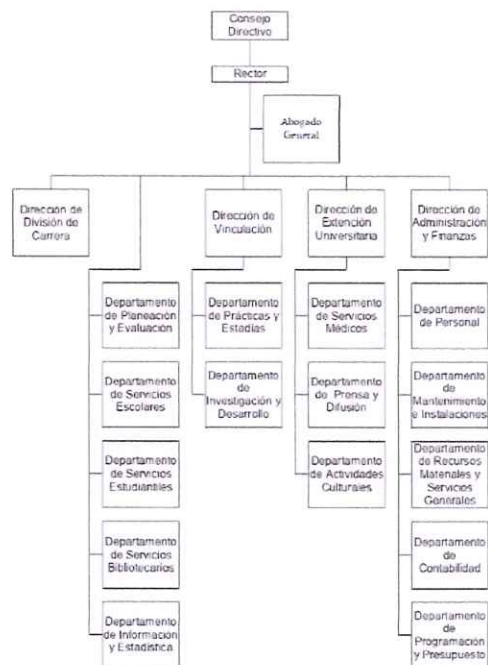 Consejo
Directivo
Rector
Abogado
General
Dirección de
División de
Carrera
Dirección de
Vinculación
Dirección de
Extención
Universitaria
Dirección de
Administración
y Finanzas
Departamento
de Planeación
y Evaluación
Departamento
de Servicios
Escolares
Departamento
de Servicios
Estudiantiles
Departamento
de Servicios
Bibliotecarios
Departamento
de Información
y Estadística
Departamento
de Prácticas y
Estadías
Departamento
de
Investigación y
Desarrollo
Departamento
de Servicios
Médicos
Departamento
de Prensa y
Difusión
Departamento
de Actividades
Culturales
Departamento
de Personal
Departamento
de
Mantenimiento
e Instalaciones
Departamento
de Recursos
Materiales y
Servicios
Generales
Departamento
de
Contabilidad
Departamento
de
Programación
y Presupuesto